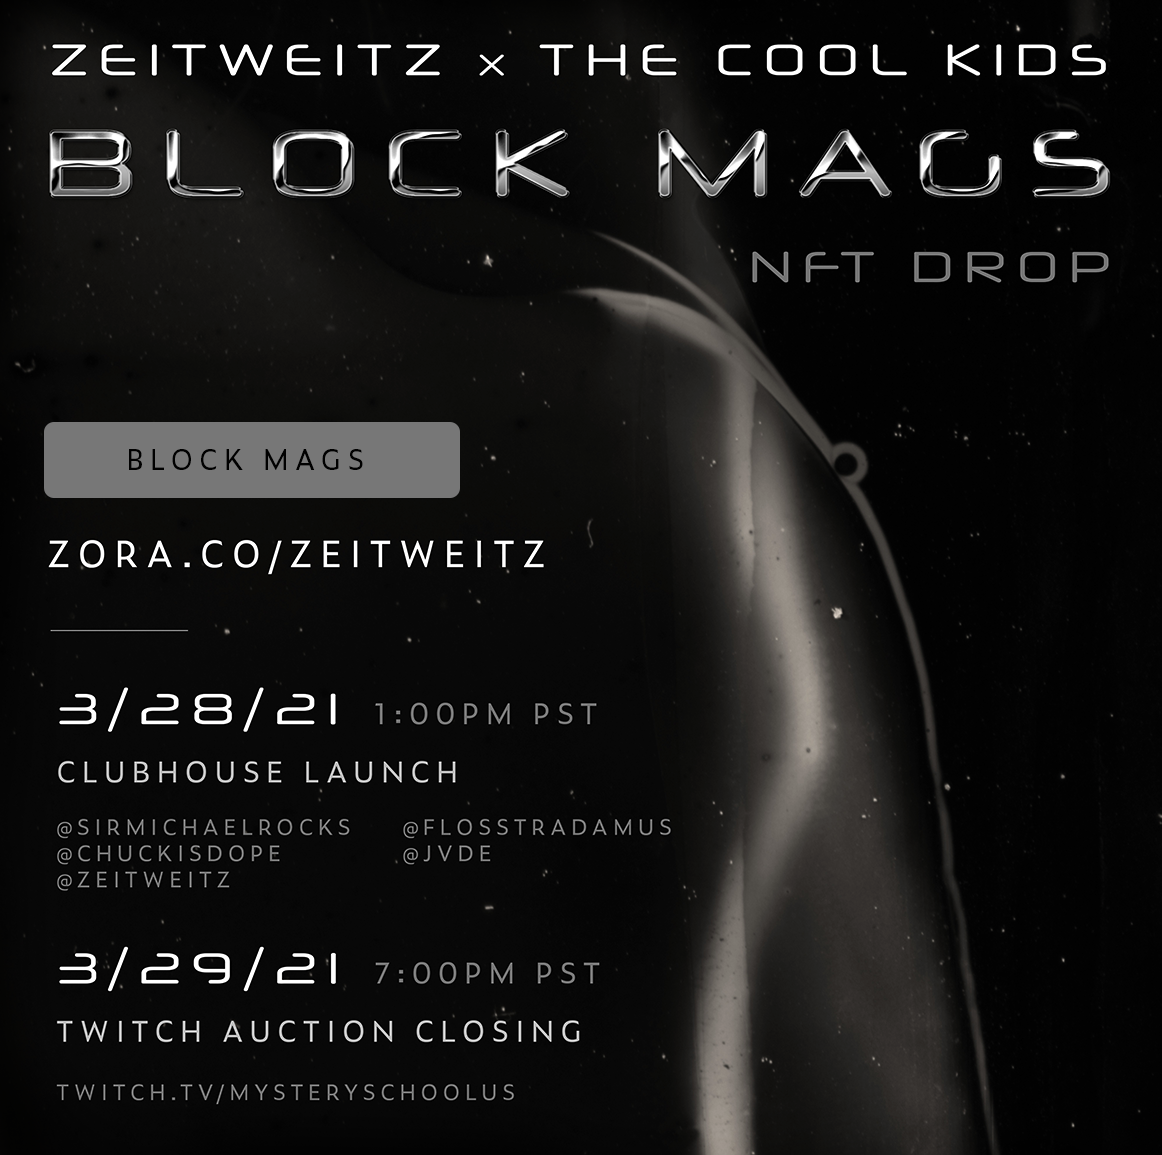 ZEITWEITZ x THE COOL KIDS
BLOCK MAGS
NFT DROP
BLOCK MAGS
ZORA.CO/ZEITWEITZ
3/28/21 1:00PM PST
CLUBHOUSE LAUNCH
@SIRMICHAELROCKS @FLOSSTRADAMUS
@CHUCKISDOPE @JVDE
@ZEITWEITZ
3/29/21 7:00PM PST
TWITCH AUCTION CLOSING
TWITCH.TV/MYSTERYSCHOOLUS